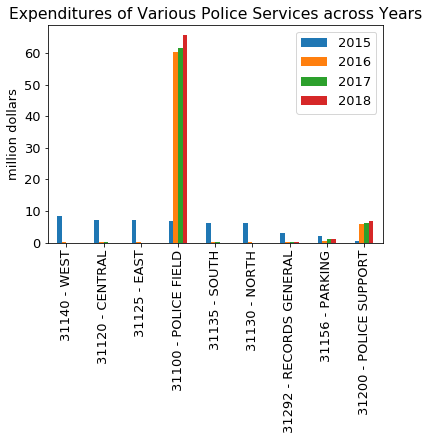 Expenditures of Various Police Services across Years
2015
2016
2017
2018
million dollars
60
50
40
30
20
10
0
31140 - WEST
31120 - CENTRAL
31125 - EAST
31100 - POLICE FIELD
31135 - SOUTH
31130 - NORTH
31292 - RECORDS GENERAL
31156 - PARKING
31200 - POLICE SUPPORT